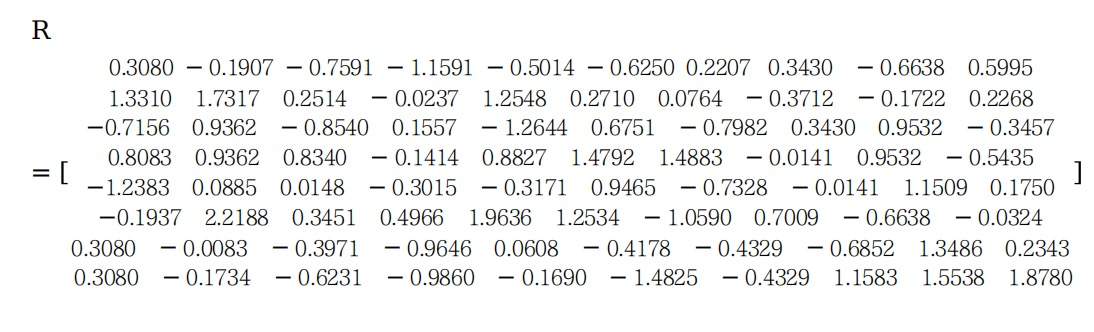 R
0.3080 − 0.1907 − 0.7591 − 1.1591 − 0.5014 − 0.6250 0.2207 0.3430 − 0.6638 0.5995
1.3310 1.7317 0.2514 − 0.0237 1.2548 0.2710 0.0764 − 0.3712 − 0.1722 0.2268
−0.7156 0.9362 − 0.8540 0.1557 − 1.2644 0.6751 − 0.7982 0.3430 0.9532 − 0.3457
= [ 0.8083 0.9362 0.8340 − 0.1414 0.8827 1.4792 1.4883 − 0.0141 0.9532 − 0.5435 ]
−1.2383 0.0885 0.0148 − 0.3015 − 0.3171 0.9465 − 0.7328 − 0.0141 1.1509 0.1750
−0.1937 2.2188 0.3451 0.4966 1.9636 1.2534 − 1.0590 0.7009 − 0.6638 − 0.0324
0.3080 − 0.0083 − 0.3971 − 0.9646 0.0608 − 0.4178 − 0.4329 − 0.6852 1.3486 0.2343
0.3080 − 0.1734 − 0.6231 − 0.9860 − 0.1690 − 1.4825 − 0.4329 1.1583 1.5538 1.8780